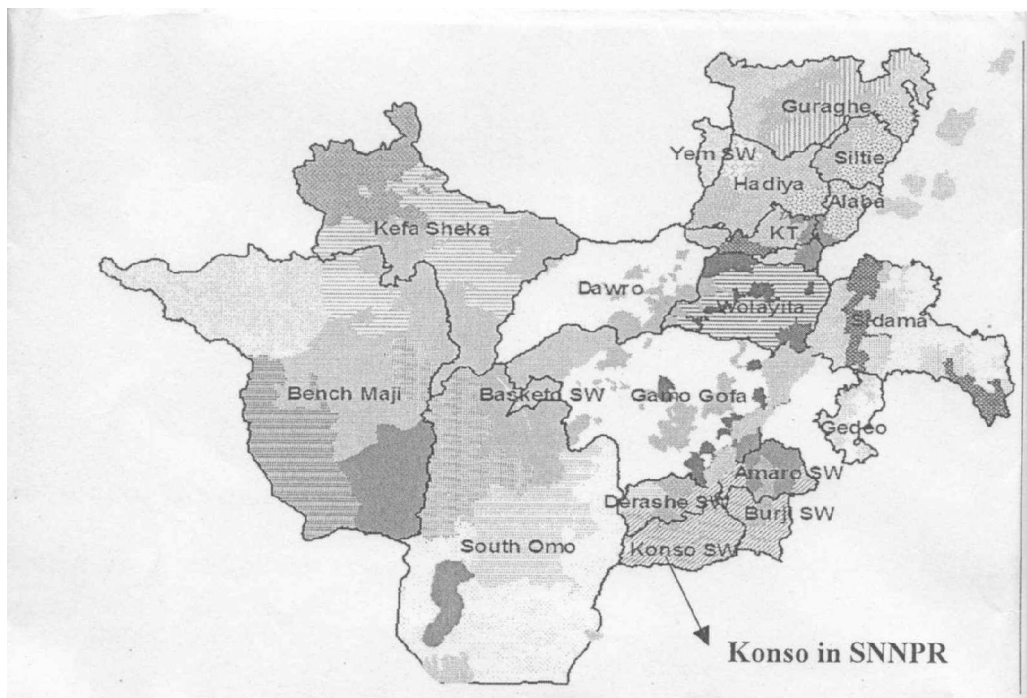 Guraghe
Yem SW
Siltie
Hadiya
Alaba
Kefa Sheka
KT
Dawro
Wolayita
Sidama
Bench Maji
Basketo SW
Gamo Gofa
Gedeo
Amaro SW
Derashe SW
Burji SW
South Omo
Konso SW
Konso in SNNPR